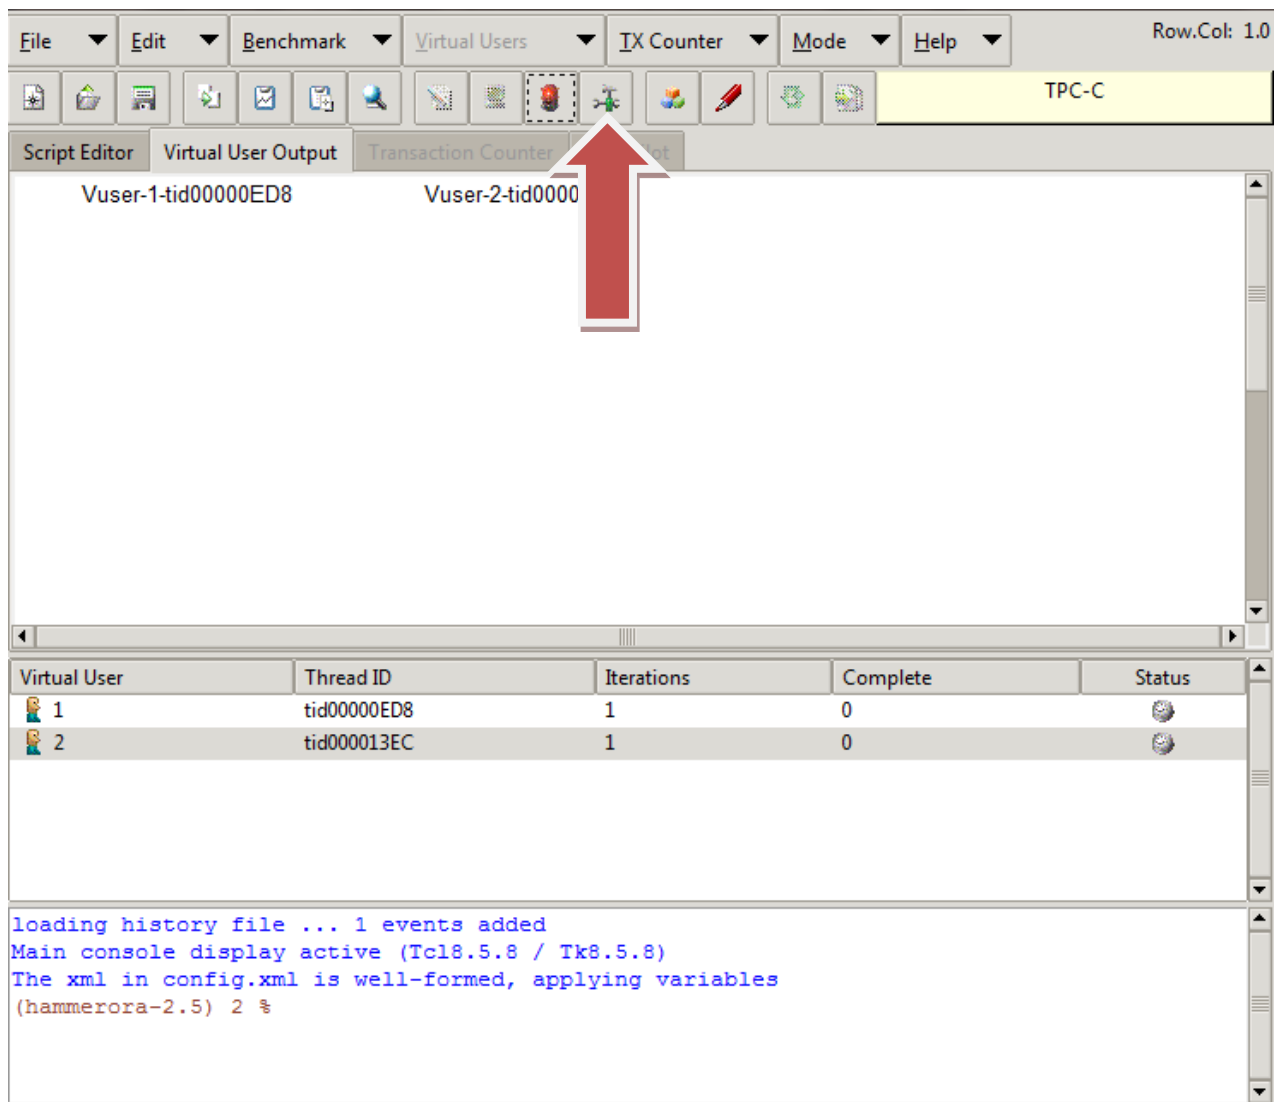 File Edit Benchmark Virtual Users TX Counter Mode Help Row.Col: 1.0
TPC-C
Script Editor Virtual User Output Transaction Counter
Vuser-1-tid00000ED8 Vuser-2-tid0000
Virtual User Thread ID Iterations Complete Status
1 tid00000ED8 1 0
2 tid000013EC 1 0
loading history file ... 1 events added
Main console display active (Tcl8.5.8 / Tk8.5.8)
The xml in config.xml is well-formed, applying variables
(hammerora-2.5) 2 %